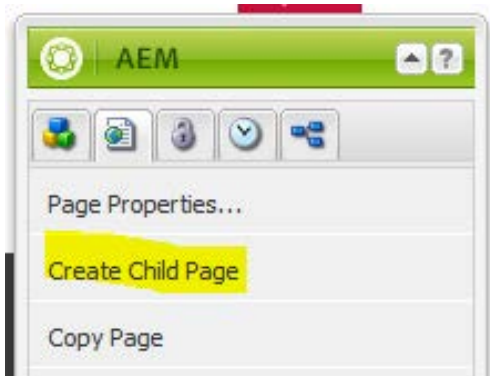 AEM
?
Page Properties...
Create Child Page
Copy Page